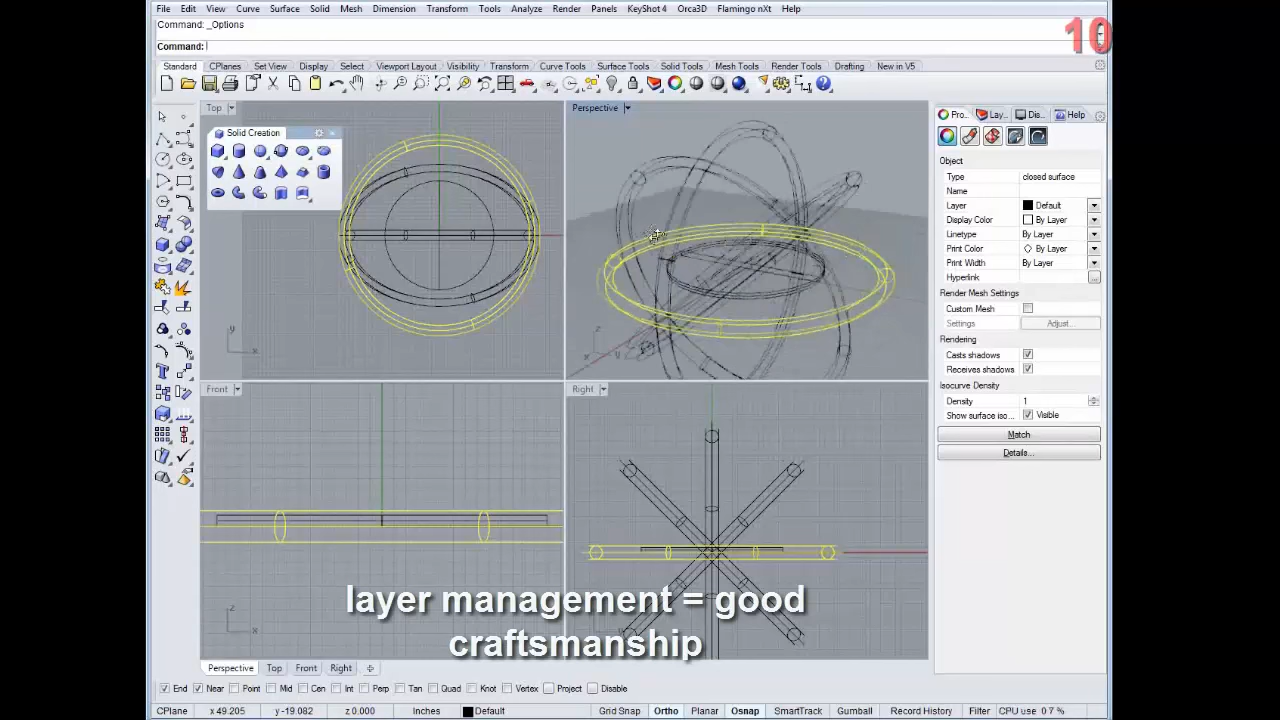 File Edit View Curve Surface Solid Mesh Dimension Transform Tools Analyze Render Panels KeyShot 4 Orca3D Flamingo nXt Help
Command: _Options
10
Command:
Standard CPlanes Set View Display Select Viewport Layout Visibility Transform Curve Tools Surface Tools Solid Tools Mesh Tools Render Tools Drafting New in V5
Top
Perspective
Pro... Lay... Dis... Help
Solid Creation
Object
Type closed surface
Name
Layer Default
Display Color By Layer
Linetype By Layer
Print Color By Layer
Print Width By Layer
Hyperlink ...
Render Mesh Settings
Custom Mesh
Settings Adjust...
Rendering
Casts shadows
Receives shadows
Isocurve Density
Density 1
Show surface iso... Visible
Match
Details...
y
x
z
x
Front
Right
z
x
layer management = good
craftsmanship
Perspective Top Front Right
End Near Point Mid Cen Int Perp Tan Quad Knot Vertex Project Disable
CPlane x 49.205 y -19.082 z 0.000 Inches Default Grid Snap Ortho Planar Osnap SmartTrack Gumball Record History Filter CPU use: 0.7 %